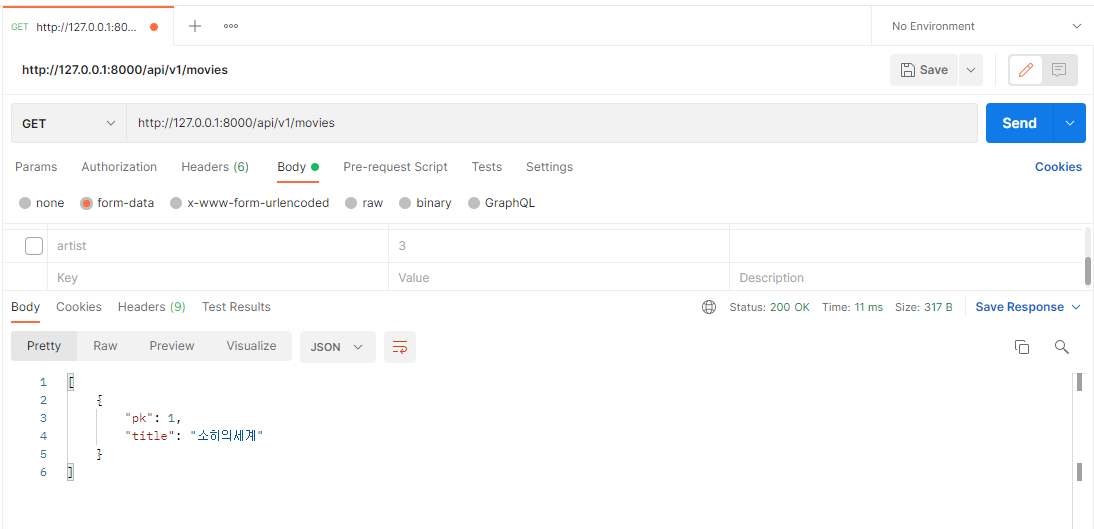 GET http://127.0.0.1:80... No Environment
http://127.0.0.1:8000/api/v1/movies Save
GET http://127.0.0.1:8000/api/v1/movies Send
Params Authorization Headers (6) Body Pre-request Script Tests Settings Cookies
none form-data x-www-form-urlencoded raw binary GraphQL
artist 3
Key Value Description
Body Cookies Headers (9) Test Results Status: 200 OK Time: 11 ms Size: 317 B Save Response
Pretty Raw Preview Visualize JSON
1 [
2 {
3 "pk": 1,
4 "title": "소히의세계"
5 }
6 ]